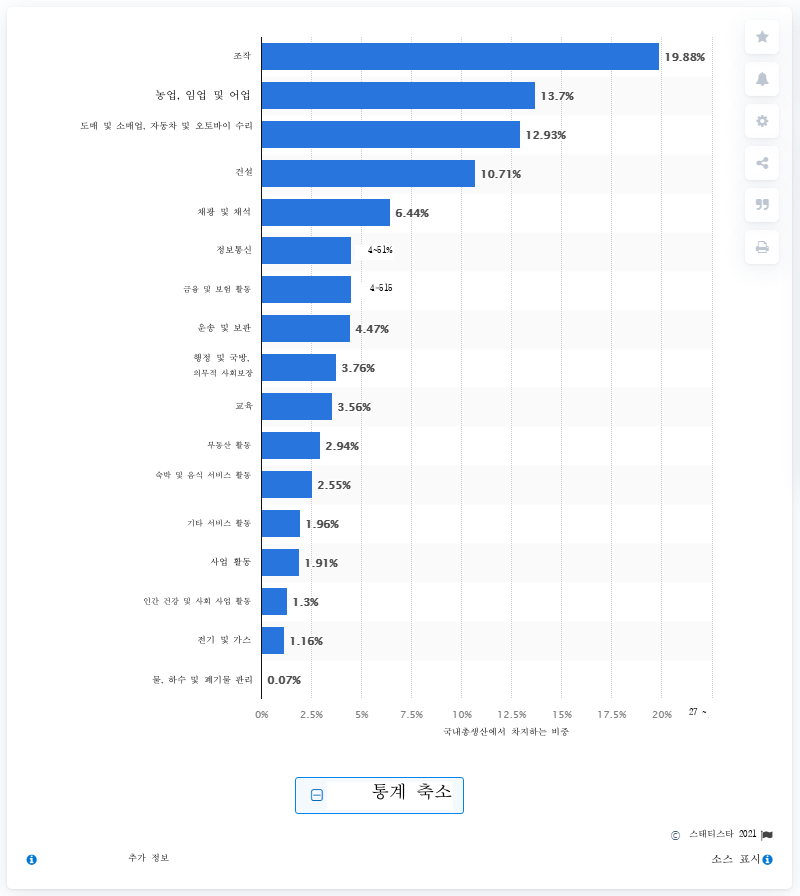 조작
19.88%
농업, 임업 및 어업
13.7%
도매 및 소매업, 자동차 및 오토바이 수리
12.93%
건설
10.71%
채광 및 채석
6.44%
정보통신
4~51%
금융 및 보험 활동
4~515
운송 및 보관
4.47%
행정 및 국방,
의무적 사회보장
3.76%
교육
3.56%
부동산 활동
2.94%
숙박 및 음식 서비스 활동
2.55%
기타 서비스 활동
1.96%
사업 활동
1.91%
인간 건강 및 사회 사업 활동
1.3%
전기 및 가스
1.16%
물, 하수 및 폐기물 관리
0.07%
0% 2.5% 5% 7.5% 10% 12.5% 15% 17.5% 20% 27 ~
국내총생산에서 차지하는 비중
통계 축소
© 스태티스타 2021
추가 정보
소스 표시